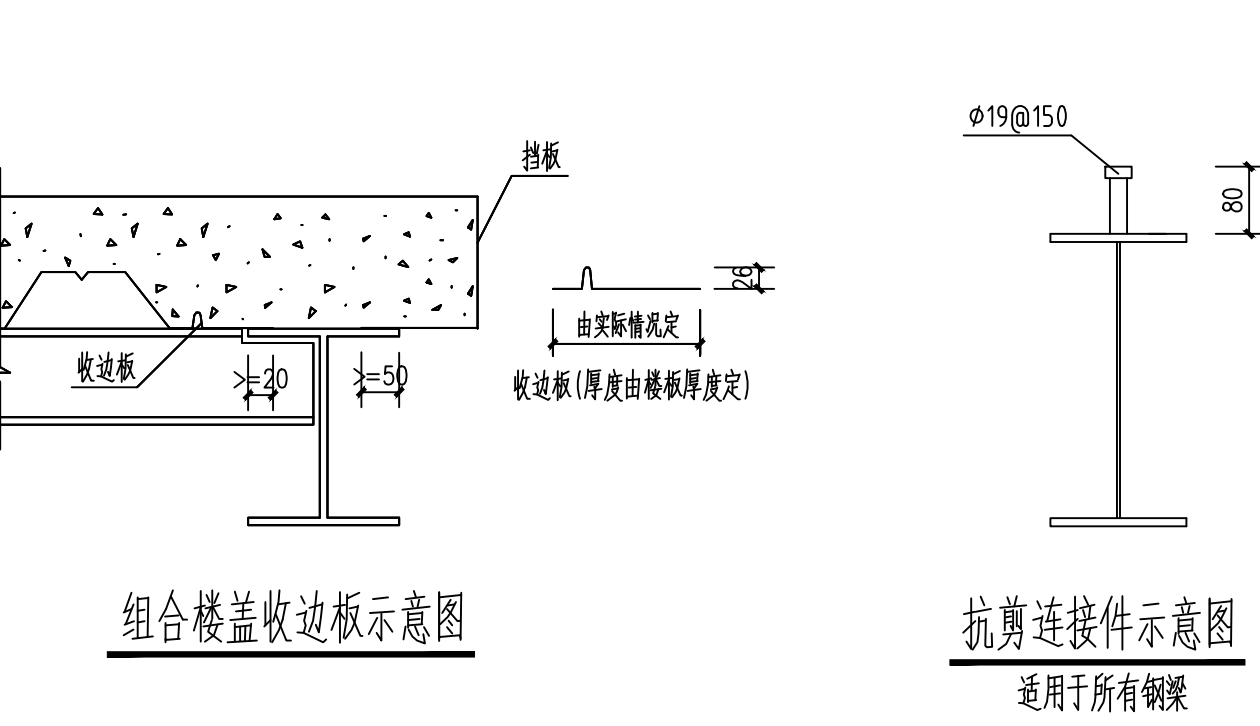 挡板
收边板
>=20
>=50
26
由实际情况定
收边板(厚度由楼板厚度定)
组合楼盖收边板示意图
Φ19@150
80
抗剪连接件示意图
适用于所有钢梁